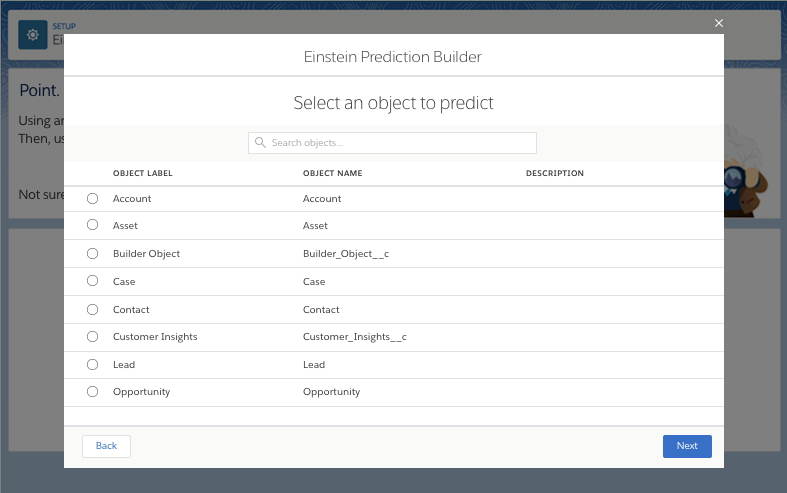 SETUP
Ei
Einstein Prediction Builder
Point.
Select an object to predict
Using ar
Then, us
Not sure
Search objects...
OBJECT LABEL OBJECT NAME DESCRIPTION
Account Account
Asset Asset
Builder Object Builder_Object__c
Case Case
Contact Contact
Customer Insights Customer_Insights__c
Lead Lead
Opportunity Opportunity
Back Next